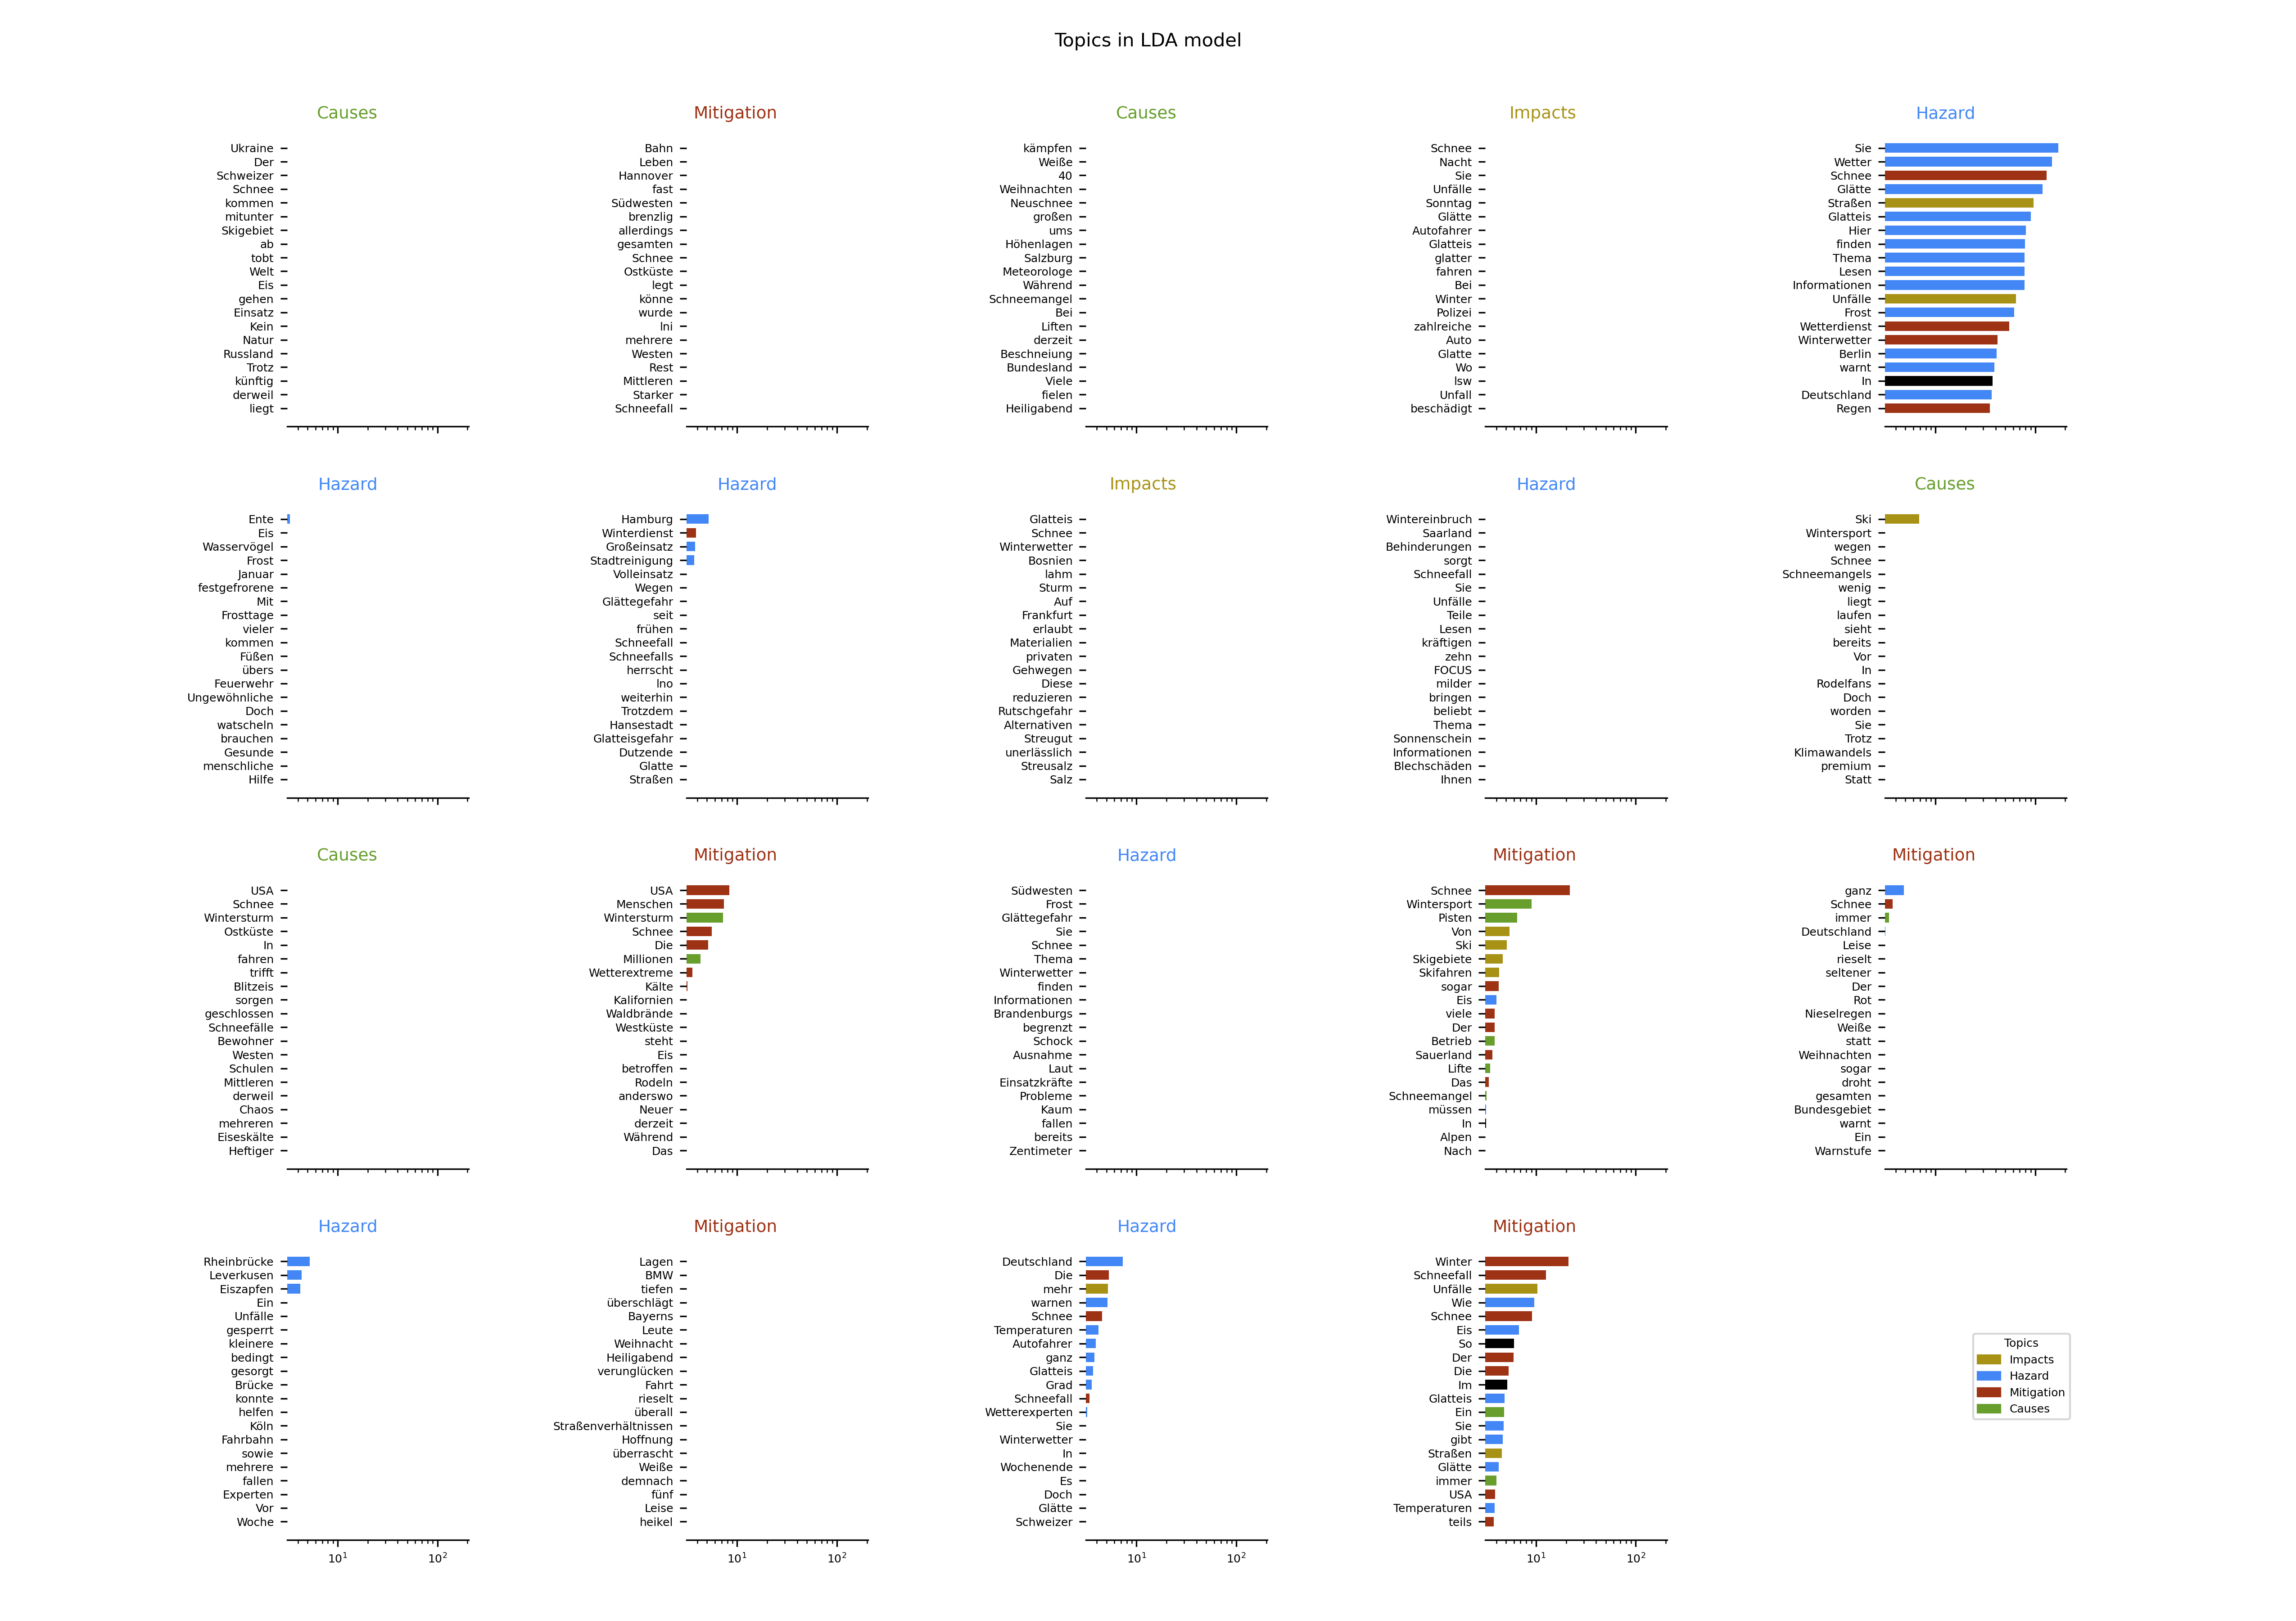 Topics in LDA model
Causes
Ukraine
Der
Schweizer
Schnee
kommen
mitunter
Skigebiet
ab
tobt
Welt
Eis
gehen
Einsatz
Kein
Natur
Russland
Trotz
künftig
derweil
liegt
Mitigation
Bahn
Leben
Hannover
fast
Südwesten
brenzlig
allerdings
gesamten
Schnee
Ostküste
legt
könne
wurde
Ini
mehrere
Westen
Rest
Mittleren
Starker
Schneefall
Causes
kämpfen
Weiße
40
Weihnachten
Neuschnee
großen
ums
Höhenlagen
Salzburg
Meteorologe
Während
Schneemangel
Bei
Liften
derzeit
Beschneiung
Bundesland
Viele
fielen
Heiligabend
Impacts
Schnee
Nacht
Sie
Unfälle
Sonntag
Glätte
Autofahrer
Glatteis
glatter
fahren
Bei
Winter
Polizei
zahlreiche
Auto
Glatte
Wo
lsw
Unfall
beschädigt
Hazard
Sie
Wetter
Schnee
Glätte
Straßen
Glatteis
Hier
finden
Thema
Lesen
Informationen
Unfälle
Frost
Wetterdienst
Winterwetter
Berlin
warnt
In
Deutschland
Regen
Hazard
Ente
Eis
Wasservögel
Frost
Januar
festgefrorene
Mit
Frosttage
vieler
kommen
Füßen
übers
Feuerwehr
Ungewöhnliche
Doch
watscheln
brauchen
Gesunde
menschliche
Hilfe
Hazard
Hamburg
Winterdienst
Großeinsatz
Stadtreinigung
Volleinsatz
Wegen
Glättegefahr
seit
frühen
Schneefall
Schneefalls
herrscht
lno
weiterhin
Trotzdem
Hansestadt
Glatteisgefahr
Dutzende
Glatte
Straßen
Impacts
Glatteis
Schnee
Winterwetter
Bosnien
lahm
Sturm
Auf
Frankfurt
erlaubt
Materialien
privaten
Gehwegen
Diese
reduzieren
Rutschgefahr
Alternativen
Streugut
unerlässlich
Streusalz
Salz
Hazard
Wintereinbruch
Saarland
Behinderungen
sorgt
Schneefall
Sie
Unfälle
Teile
Lesen
kräftigen
zehn
FOCUS
milder
bringen
beliebt
Thema
Sonnenschein
Informationen
Blechschäden
Ihnen
Causes
Ski
Wintersport
wegen
Schnee
Schneemangels
wenig
liegt
laufen
sieht
bereits
Vor
In
Rodelfans
Doch
worden
Sie
Trotz
Klimawandels
premium
Statt
Causes
USA
Schnee
Wintersturm
Ostküste
In
fahren
trifft
Blitzeis
sorgen
geschlossen
Schneefälle
Bewohner
Westen
Schulen
Mittleren
derweil
Chaos
mehreren
Eiseskälte
Heftiger
Mitigation
USA
Menschen
Wintersturm
Schnee
Die
Millionen
Wetterextreme
Kälte
Kalifornien
Waldbrände
Westküste
steht
Eis
betroffen
Rodeln
anderswo
Neuer
derzeit
Während
Das
Hazard
Südwesten
Frost
Glättegefahr
Sie
Schnee
Thema
Winterwetter
finden
Informationen
Brandenburgs
begrenzt
Schock
Ausnahme
Laut
Einsatzkräfte
Probleme
Kaum
fallen
bereits
Zentimeter
Mitigation
Schnee
Wintersport
Pisten
Von
Ski
Skigebiete
Skifahren
sogar
Eis
viele
Der
Betrieb
Sauerland
Lifte
Das
Schneemangel
müssen
In
Alpen
Nach
Mitigation
ganz
Schnee
immer
Deutschland
Leise
rieselt
seltener
Der
Rot
Nieselregen
Weiße
statt
Weihnachten
sogar
droht
gesamten
Bundesgebiet
warnt
Ein
Warnstufe
Hazard
Rheinbrücke
Leverkusen
Eiszapfen
Ein
Unfälle
gesperrt
kleinere
bedingt
gesorgt
Brücke
konnte
helfen
Köln
Fahrbahn
sowie
mehrere
fallen
Experten
Vor
Woche
10¹ 10²
Mitigation
Lagen
BMW
tiefen
überschlägt
Bayerns
Leute
Weihnacht
Heiligabend
verunglücken
Fahrt
rieselt
überall
Straßenverhältnissen
Hoffnung
überrascht
Weiße
demnach
fünf
Leise
heikel
10¹ 10²
Hazard
Deutschland
Die
mehr
warnen
Schnee
Temperaturen
Autofahrer
ganz
Glatteis
Grad
Schneefall
Wetterexperten
Sie
Winterwetter
In
Wochenende
Es
Doch
Glätte
Schweizer
10¹ 10²
Mitigation
Winter
Schneefall
Unfälle
Wie
Schnee
Eis
So
Der
Die
Im
Glatteis
Ein
Sie
gibt
Straßen
Glätte
immer
USA
Temperaturen
teils
10¹ 10²
Topics
Impacts
Hazard
Mitigation
Causes